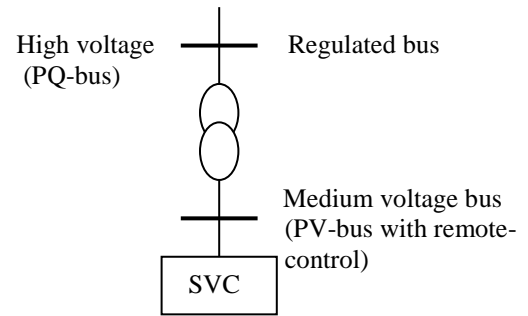 High voltage
(PQ-bus)
Regulated bus
Medium voltage bus
(PV-bus with remote-
control)
SVC